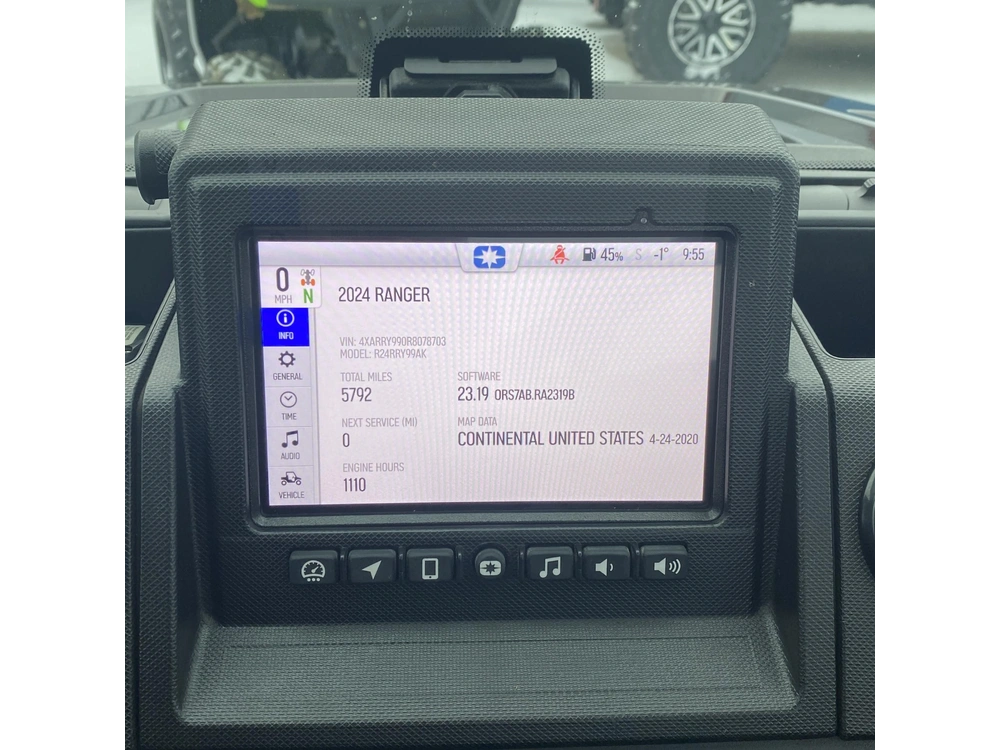 45% S -1° 9:55
0
MPH N
2024 RANGER
INFO
VIN: 4XARRY990R8078703
MODEL: R24RRY99AK
GENERAL
TOTAL MILES SOFTWARE
5792 23.19 ORS7AB.RA2319B
TIME
NEXT SERVICE (MI) MAP DATA
0 CONTINENTAL UNITED STATES 4-24-2020
AUDIO
ENGINE HOURS
1110
VEHICLE